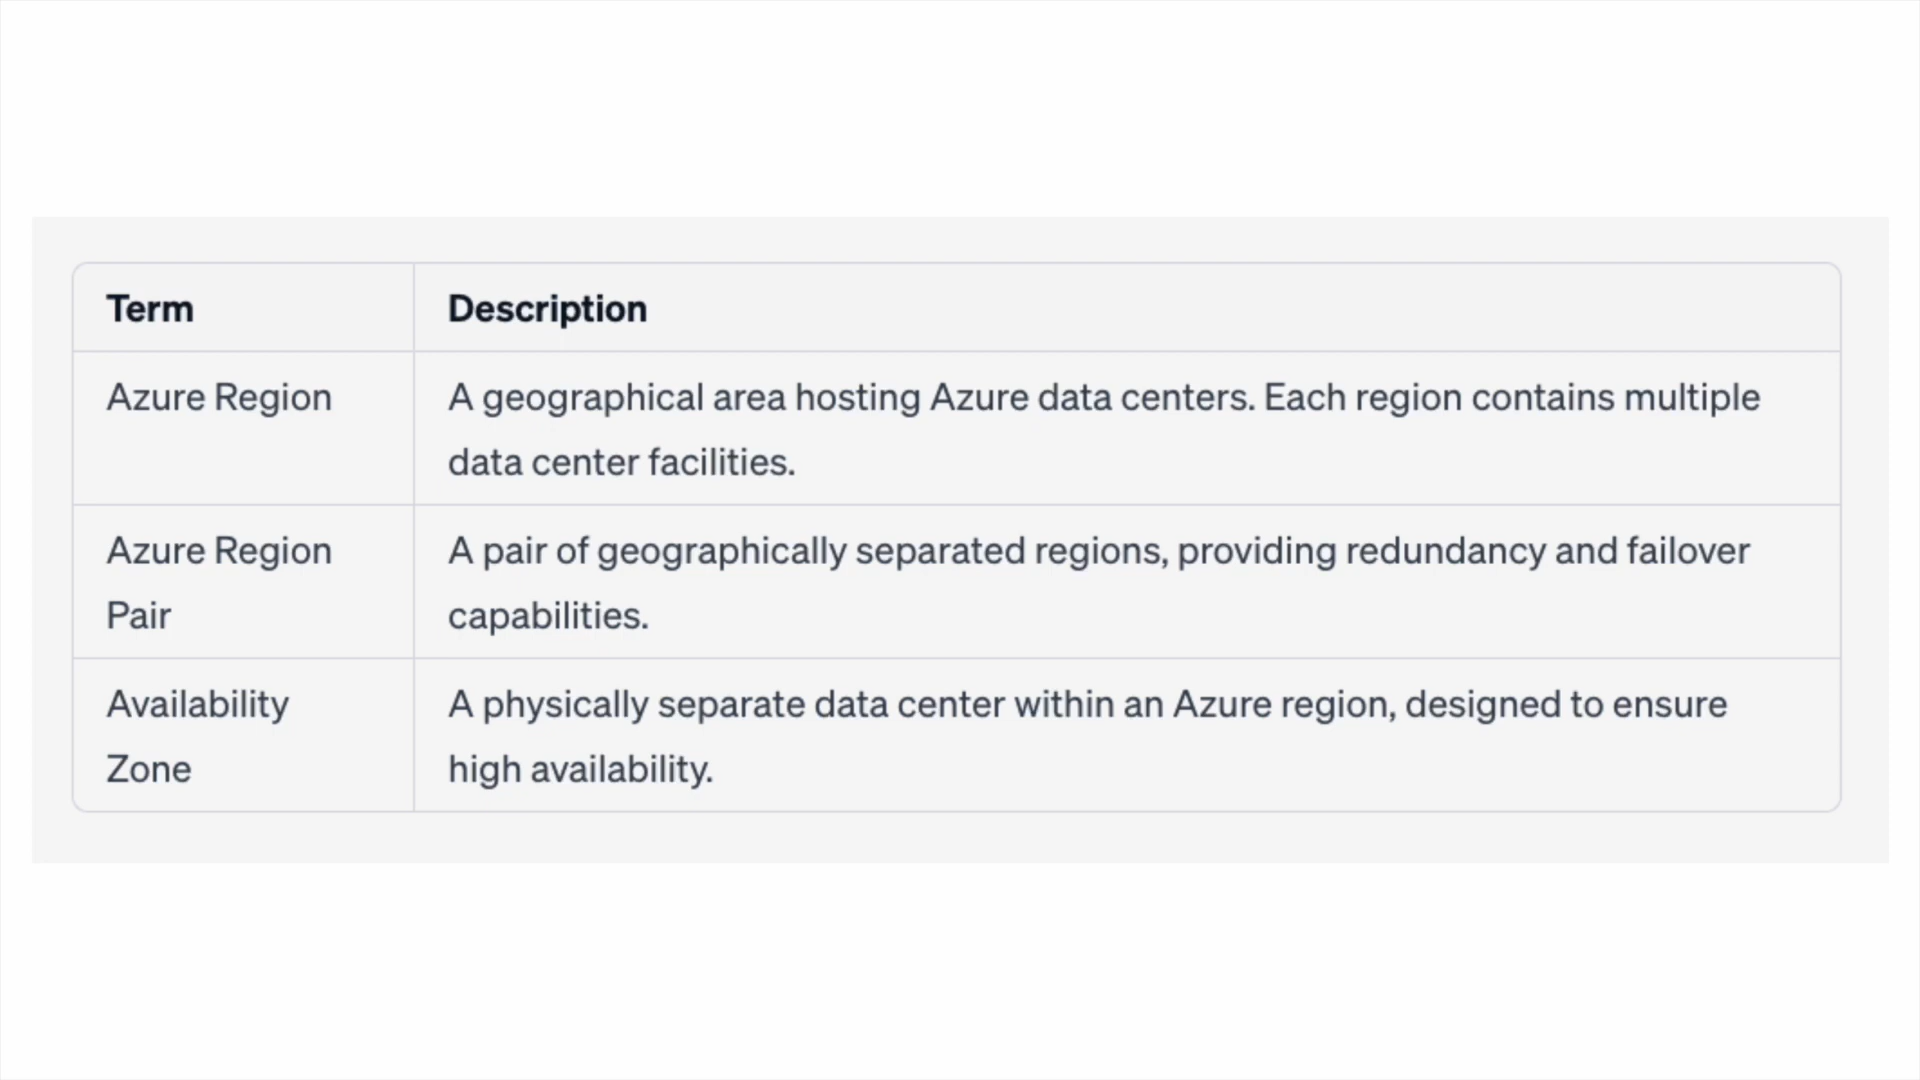 Term
Description
Azure Region
A geographical area hosting Azure data centers. Each region contains multiple
data center facilities.
Azure Region
Pair
A pair of geographically separated regions, providing redundancy and failover
capabilities.
Availability
Zone
A physically separate data center within an Azure region, designed to ensure
high availability.